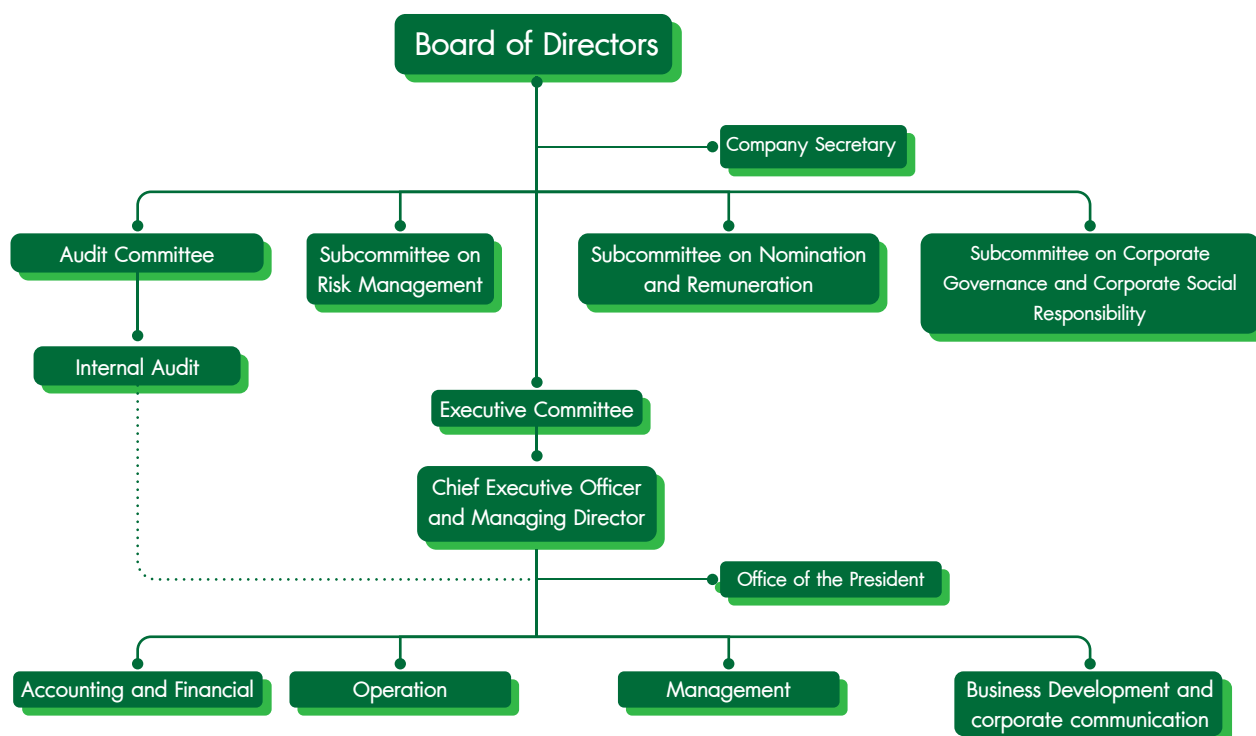 Board of Directors
Company Secretary
Audit Committee
Subcommittee on
Risk Management
Subcommittee on Nomination
and Remuneration
Subcommittee on Corporate
Governance and Corporate Social
Responsibility
Internal Audit
Executive Committee
Chief Executive Officer
and Managing Director
Office of the President
Accounting and Financial
Operation
Management
Business Development and
corporate communication